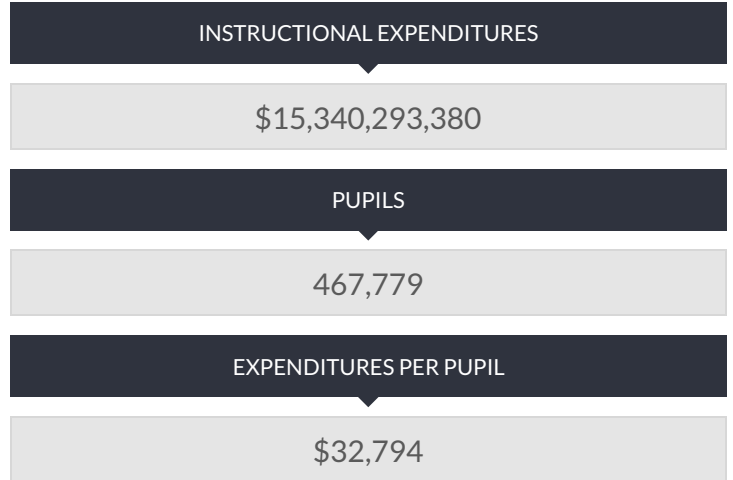 INSTRUCTIONAL EXPENDITURES
$15,340,293,380
PUPILS
467,779
EXPENDITURES PER PUPIL
$32,794